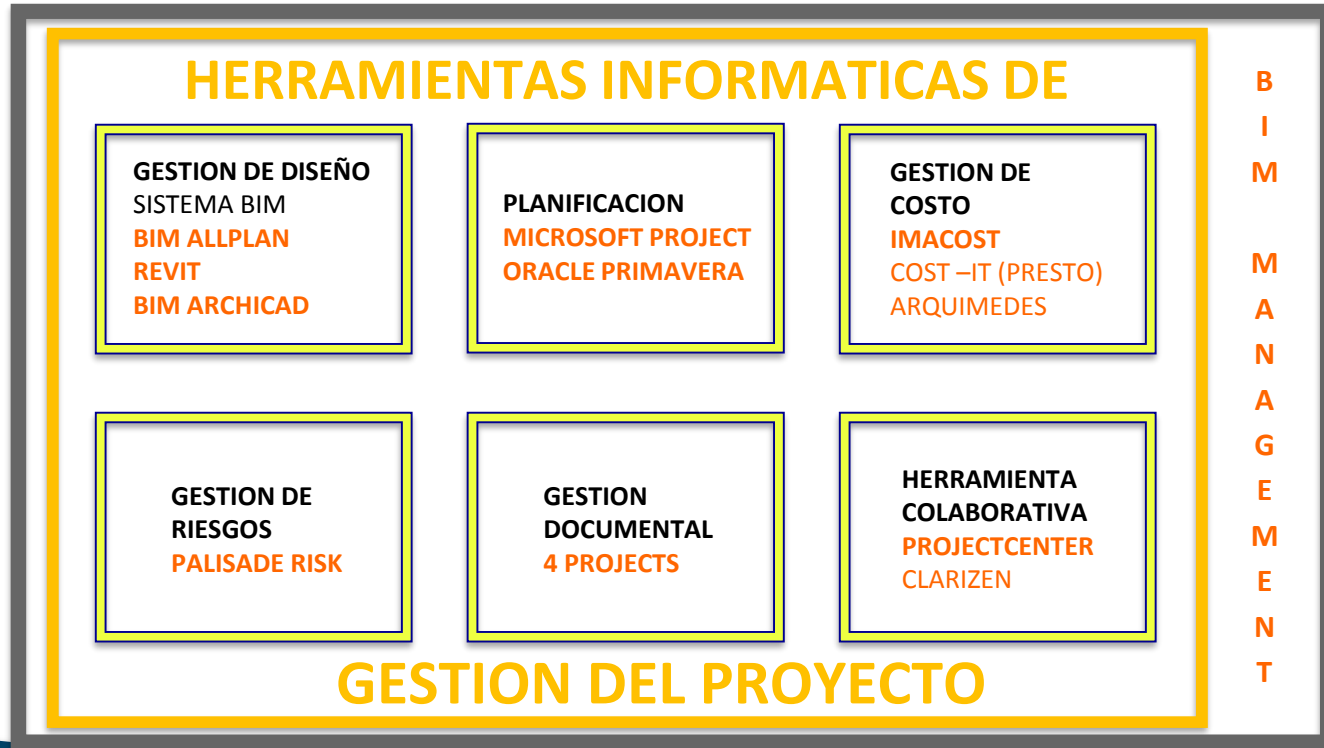 HERRAMIENTAS INFORMATICAS DE
GESTION DE DISEÑO
SISTEMA BIM
BIM ALLPLAN
REVIT
BIM ARCHICAD
PLANIFICACION
MICROSOFT PROJECT
ORACLE PRIMAVERA
GESTION DE
COSTO
IMACOST
COST –IT (PRESTO)
ARQUIMEDES
GESTION DE
RIESGOS
PALISADE RISK
GESTION
DOCUMENTAL
4 PROJECTS
HERRAMIENTA
COLABORATIVA
PROJECTCENTER
CLARIZEN
GESTION DEL PROYECTO
BIM MANAGEMENT